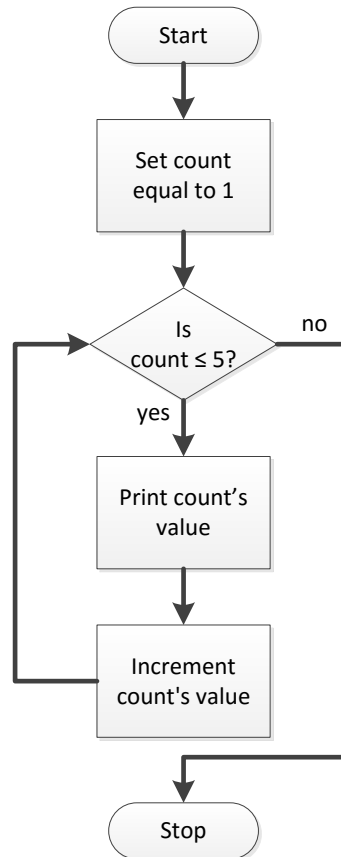 Start
Set count
equal to 1
Is
count ≤ 5?
no
yes
Print count’s
value
Increment
count's value
Stop